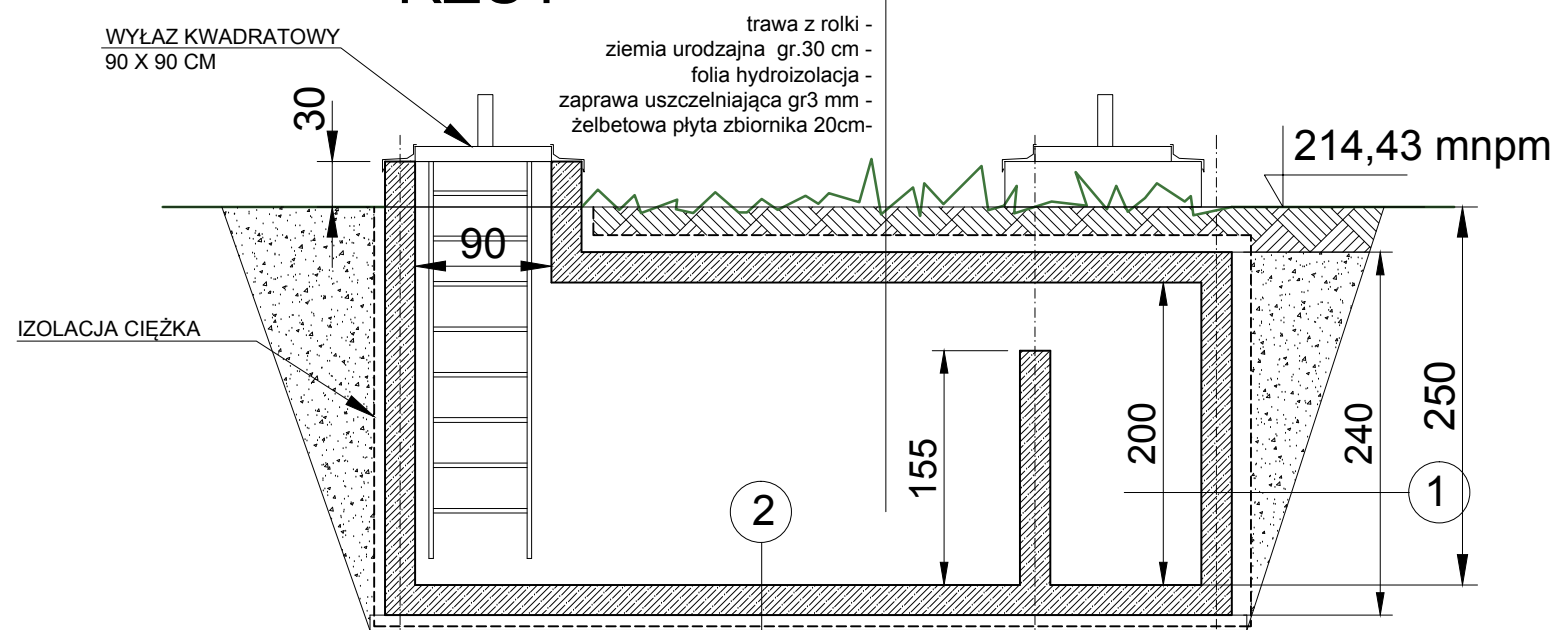 WYŁAZ KWADRATOWY
90 X 90 CM
trawa z rolki -
ziemia urodzajna gr.30 cm -
folia hydroizolacja -
zaprawa uszczelniająca gr3 mm -
żelbetowa płyta zbiornika 20cm-
30
214,43 mnpm
90
IZOLACJA CIĘŻKA
155
200
240
250
2
1